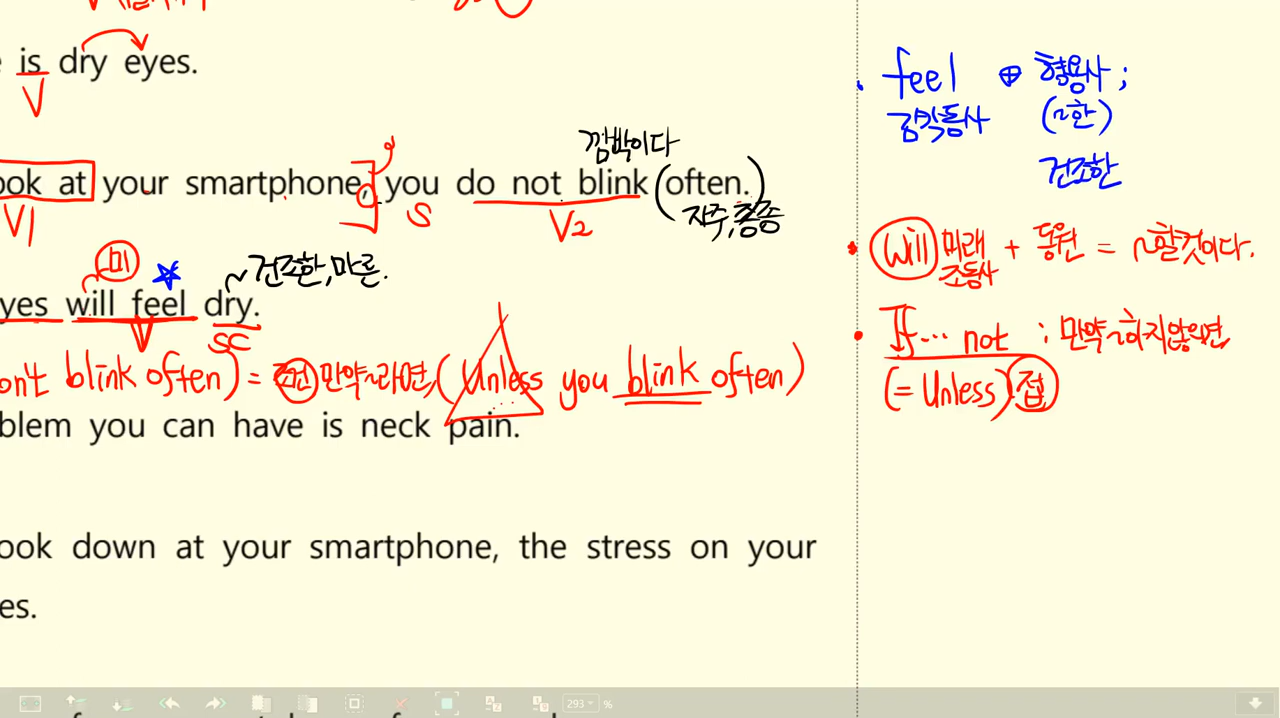 is dry eyes.
V
feel ⊕ 형용사;
감각동사 (~한)
건조한
깜빡이다
ook at your smartphone, you do not blink (often.)
V1 S V2 자주, 종종
will 미래 조동사 + 동원 = ~할것이다.
미 ~건조한, 마른.
yes will feel dry.
V SC
If... not : 만약~하지않으면,
on't blink often) = 만약~라면, (Unless you blink often)
(= Unless) 접
blem you can have is neck pain.
ook down at your smartphone, the stress on your
es.
293 %